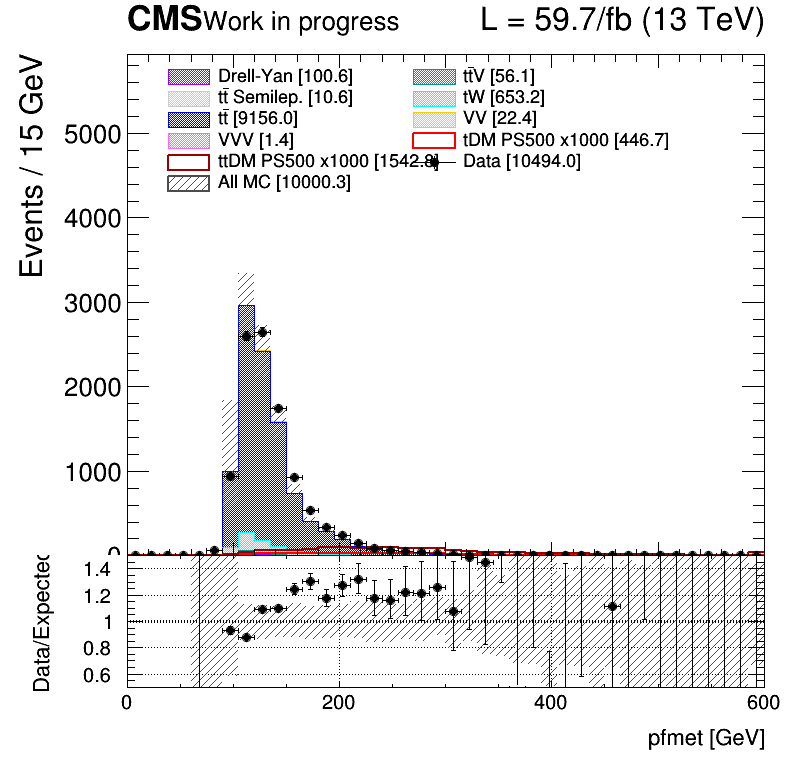 CMS Work in progress L = 59.7/fb (13 TeV)
Drell-Yan [100.6] tt̄V [56.1]
tt̄ Semilep. [10.6] tW [653.2]
tt̄ [9156.0] VV [22.4]
VVV [1.4] tDM PS500 x1000 [446.7]
ttDM PS500 x1000 [1542.8] Data [10494.0]
All MC [10000.3]
Events / 15 GeV
5000
4000
3000
2000
1000
0
Data/Expected
1.4
1.2
1
0.8
0.6
0 200 400 600
pfmet [GeV]